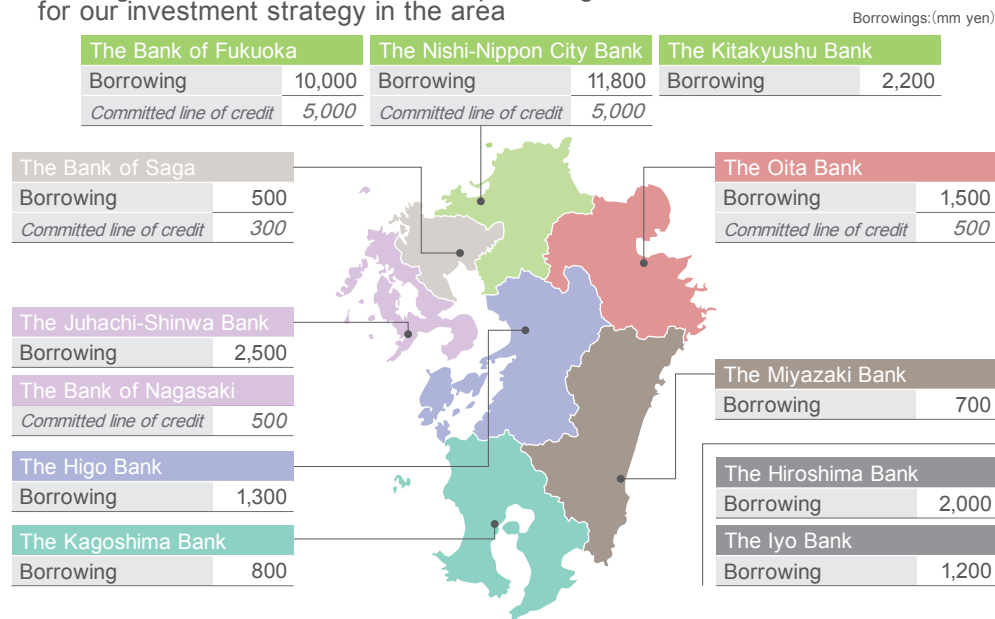 for our investment strategy in the area
Borrowings:(mm yen)
The Bank of Fukuoka
Borrowing 10,000
Committed line of credit 5,000
The Nishi-Nippon City Bank
Borrowing 11,800
Committed line of credit 5,000
The Kitakyushu Bank
Borrowing 2,200
The Bank of Saga
Borrowing 500
Committed line of credit 300
The Oita Bank
Borrowing 1,500
Committed line of credit 500
The Juhachi-Shinwa Bank
Borrowing 2,500
The Bank of Nagasaki
Committed line of credit 500
The Miyazaki Bank
Borrowing 700
The Higo Bank
Borrowing 1,300
The Hiroshima Bank
Borrowing 2,000
The Kagoshima Bank
Borrowing 800
The Iyo Bank
Borrowing 1,200